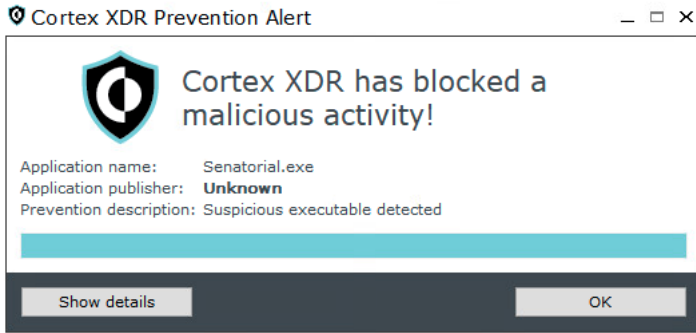 Cortex XDR Prevention Alert
Cortex XDR has blocked a
malicious activity!
Application name: Senatorial.exe
Application publisher: Unknown
Prevention description: Suspicious executable detected
Show details
OK